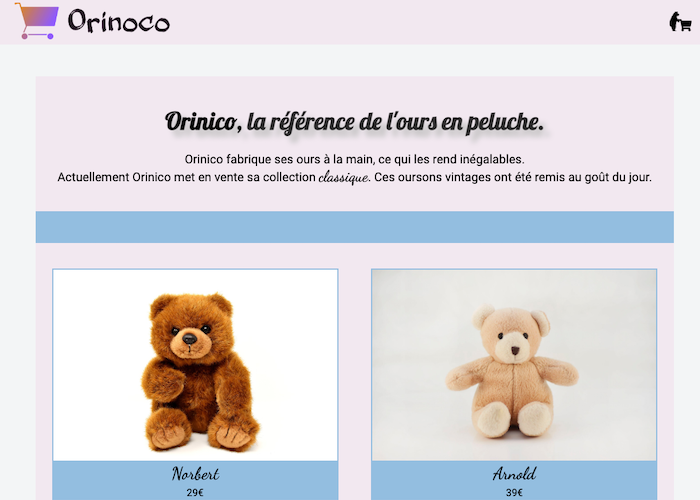 Orinoco
Orinico, la référence de l'ours en peluche.
Orinico fabrique ses ours à la main, ce qui les rend inégalables.
Actuellement Orinico met en vente sa collection classique. Ces oursons vintages ont été remis au goût du jour.
Norbert
29€
Arnold
39€